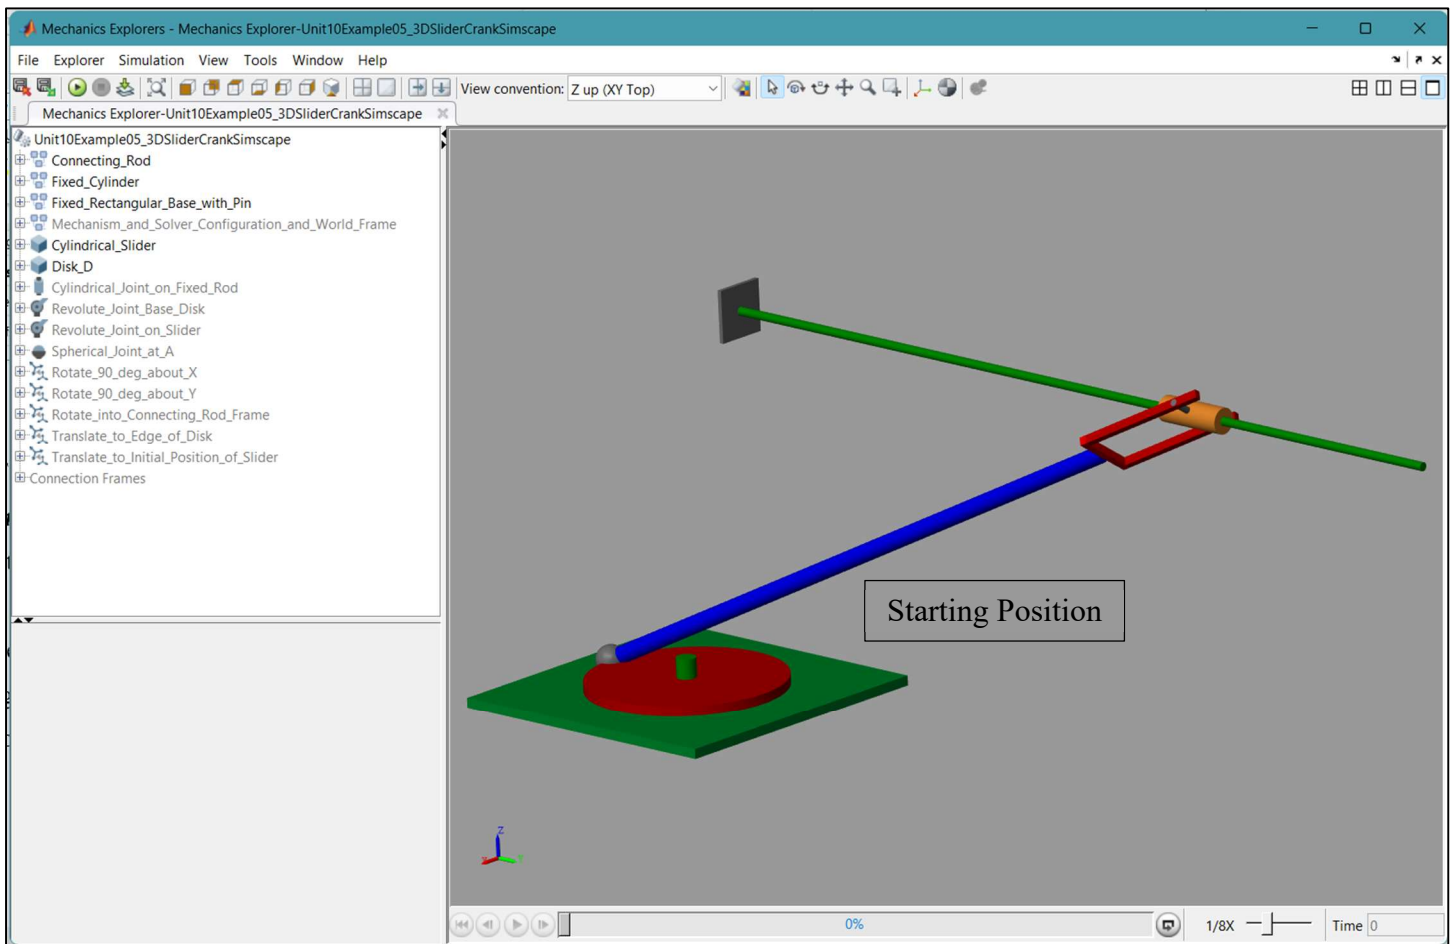 Mechanics Explorers - Mechanics Explorer-Unit10Example05_3DSliderCrankSimscape
File Explorer Simulation View Tools Window Help
View convention: Z up (XY Top)
Mechanics Explorer-Unit10Example05_3DSliderCrankSimscape
Unit10Example05_3DSliderCrankSimscape
Connecting_Rod
Fixed_Cylinder
Fixed_Rectangular_Base_with_Pin
Mechanism_and_Solver_Configuration_and_World_Frame
Cylindrical_Slider
Disk_D
Cylindrical_Joint_on_Fixed_Rod
Revolute_Joint_Base_Disk
Revolute_Joint_on_Slider
Spherical_Joint_at_A
Rotate_90_deg_about_X
Rotate_90_deg_about_Y
Rotate_into_Connecting_Rod_Frame
Translate_to_Edge_of_Disk
Translate_to_Initial_Position_of_Slider
Connection Frames
Starting Position
Z
0%
1/8X
Time 0